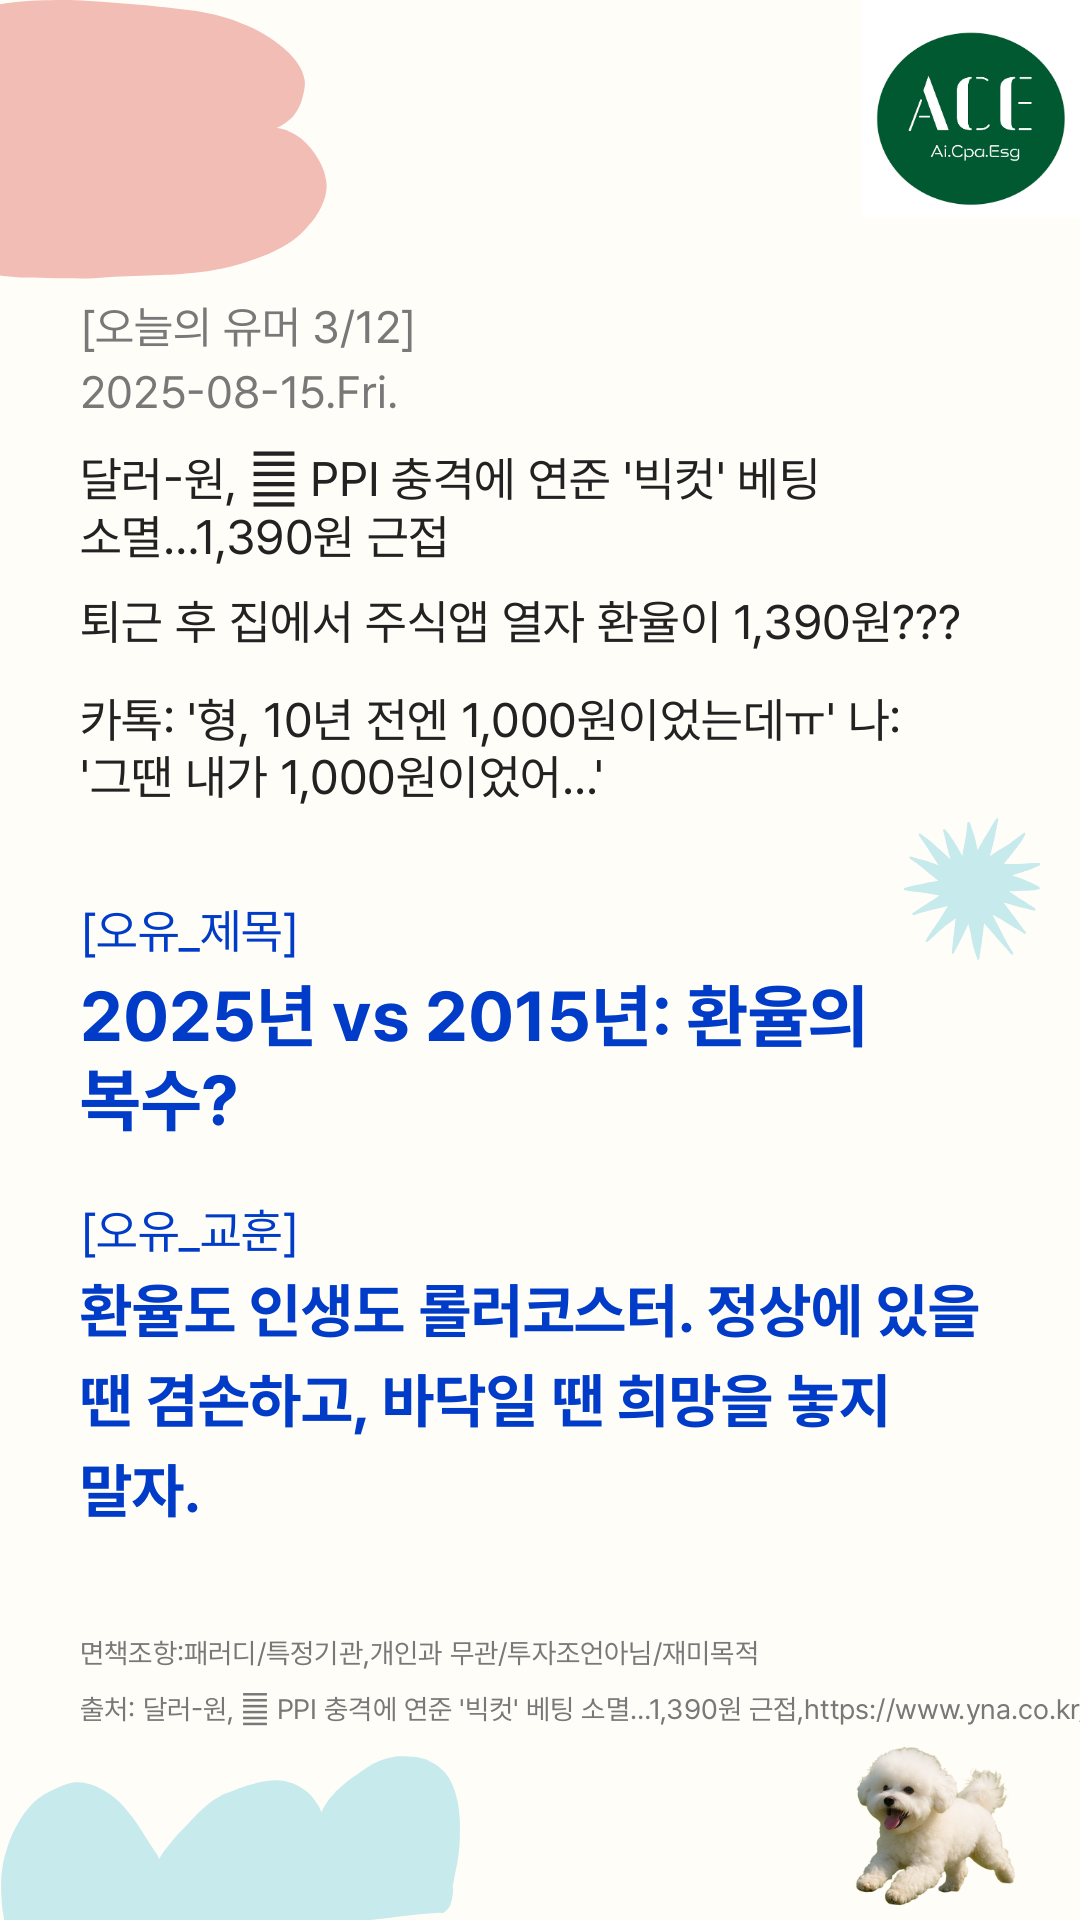 ACE
Ai.Cpa.Esg
[오늘의 유머 3/12]
2025-08-15.Fri.
달러-원, PPI 충격에 연준 '빅컷' 베팅
소멸…1,390원 근접
퇴근 후 집에서 주식앱 열자 환율이 1,390원???
카톡: '형, 10년 전엔 1,000원이었는데ㅠ' 나:
'그땐 내가 1,000원이었어…'
[오유_제목]
2025년 vs 2015년: 환율의
복수?
[오유_교훈]
환율도 인생도 롤러코스터. 정상에 있을
땐 겸손하고, 바닥일 땐 희망을 놓지
말자.
면책조항:패러디/특정기관,개인과 무관/투자조언아님/재미목적
출처: 달러-원, PPI 충격에 연준 '빅컷' 베팅 소멸…1,390원 근접,https://www.yna.co.kr